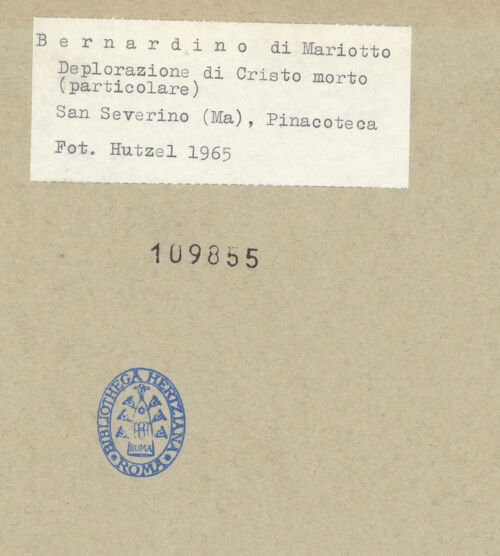 Bernardino di Mariotto
Deplorazione di Cristo morto
(particolare)
San Severino (Ma), Pinacoteca
Fot. Hutzel 1965
109855
BIBLIOTHECA HERTZIANA
ROMA
ROMA